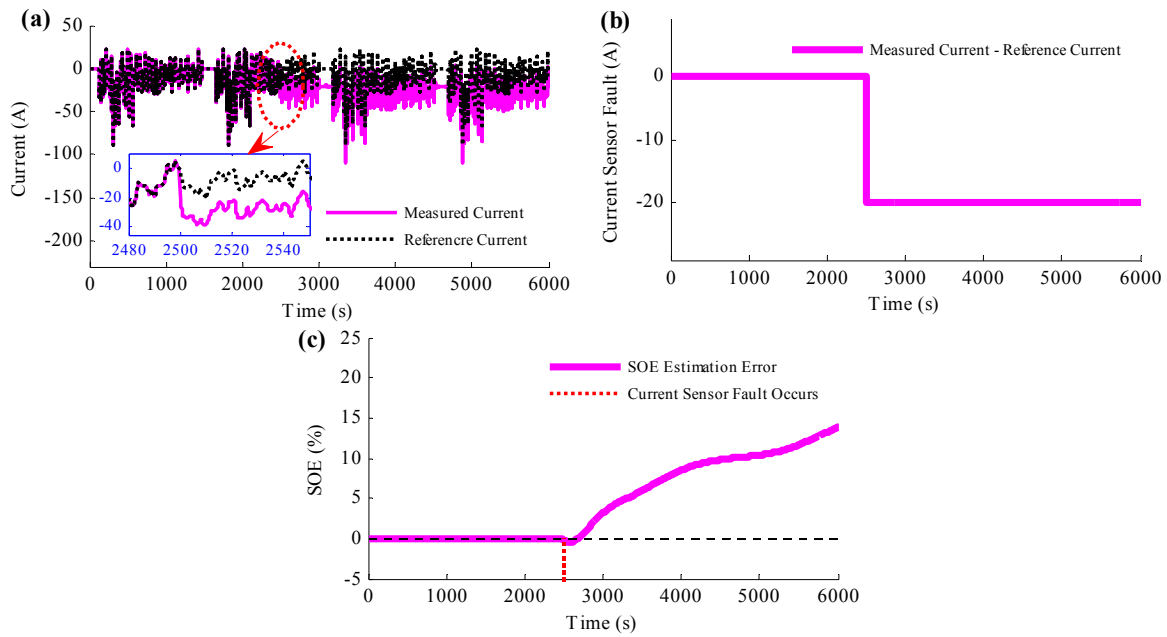 (a)
50
0
-50
-100
-150
-200
Current (A)
0
-20
-40
2480 2500 2520 2540
Measured Current
Referencre Current
0 1000 2000 3000 4000 5000 6000
Time (s)
(b)
0
-10
-20
Current Sensor Fault (A)
Measured Current - Reference Current
0 1000 2000 3000 4000 5000 6000
Time (s)
(c)
25
20
15
10
5
0
-5
SOE (%)
SOE Estimation Error
Current Sensor Fault Occurs
0 1000 2000 3000 4000 5000 6000
Time (s)